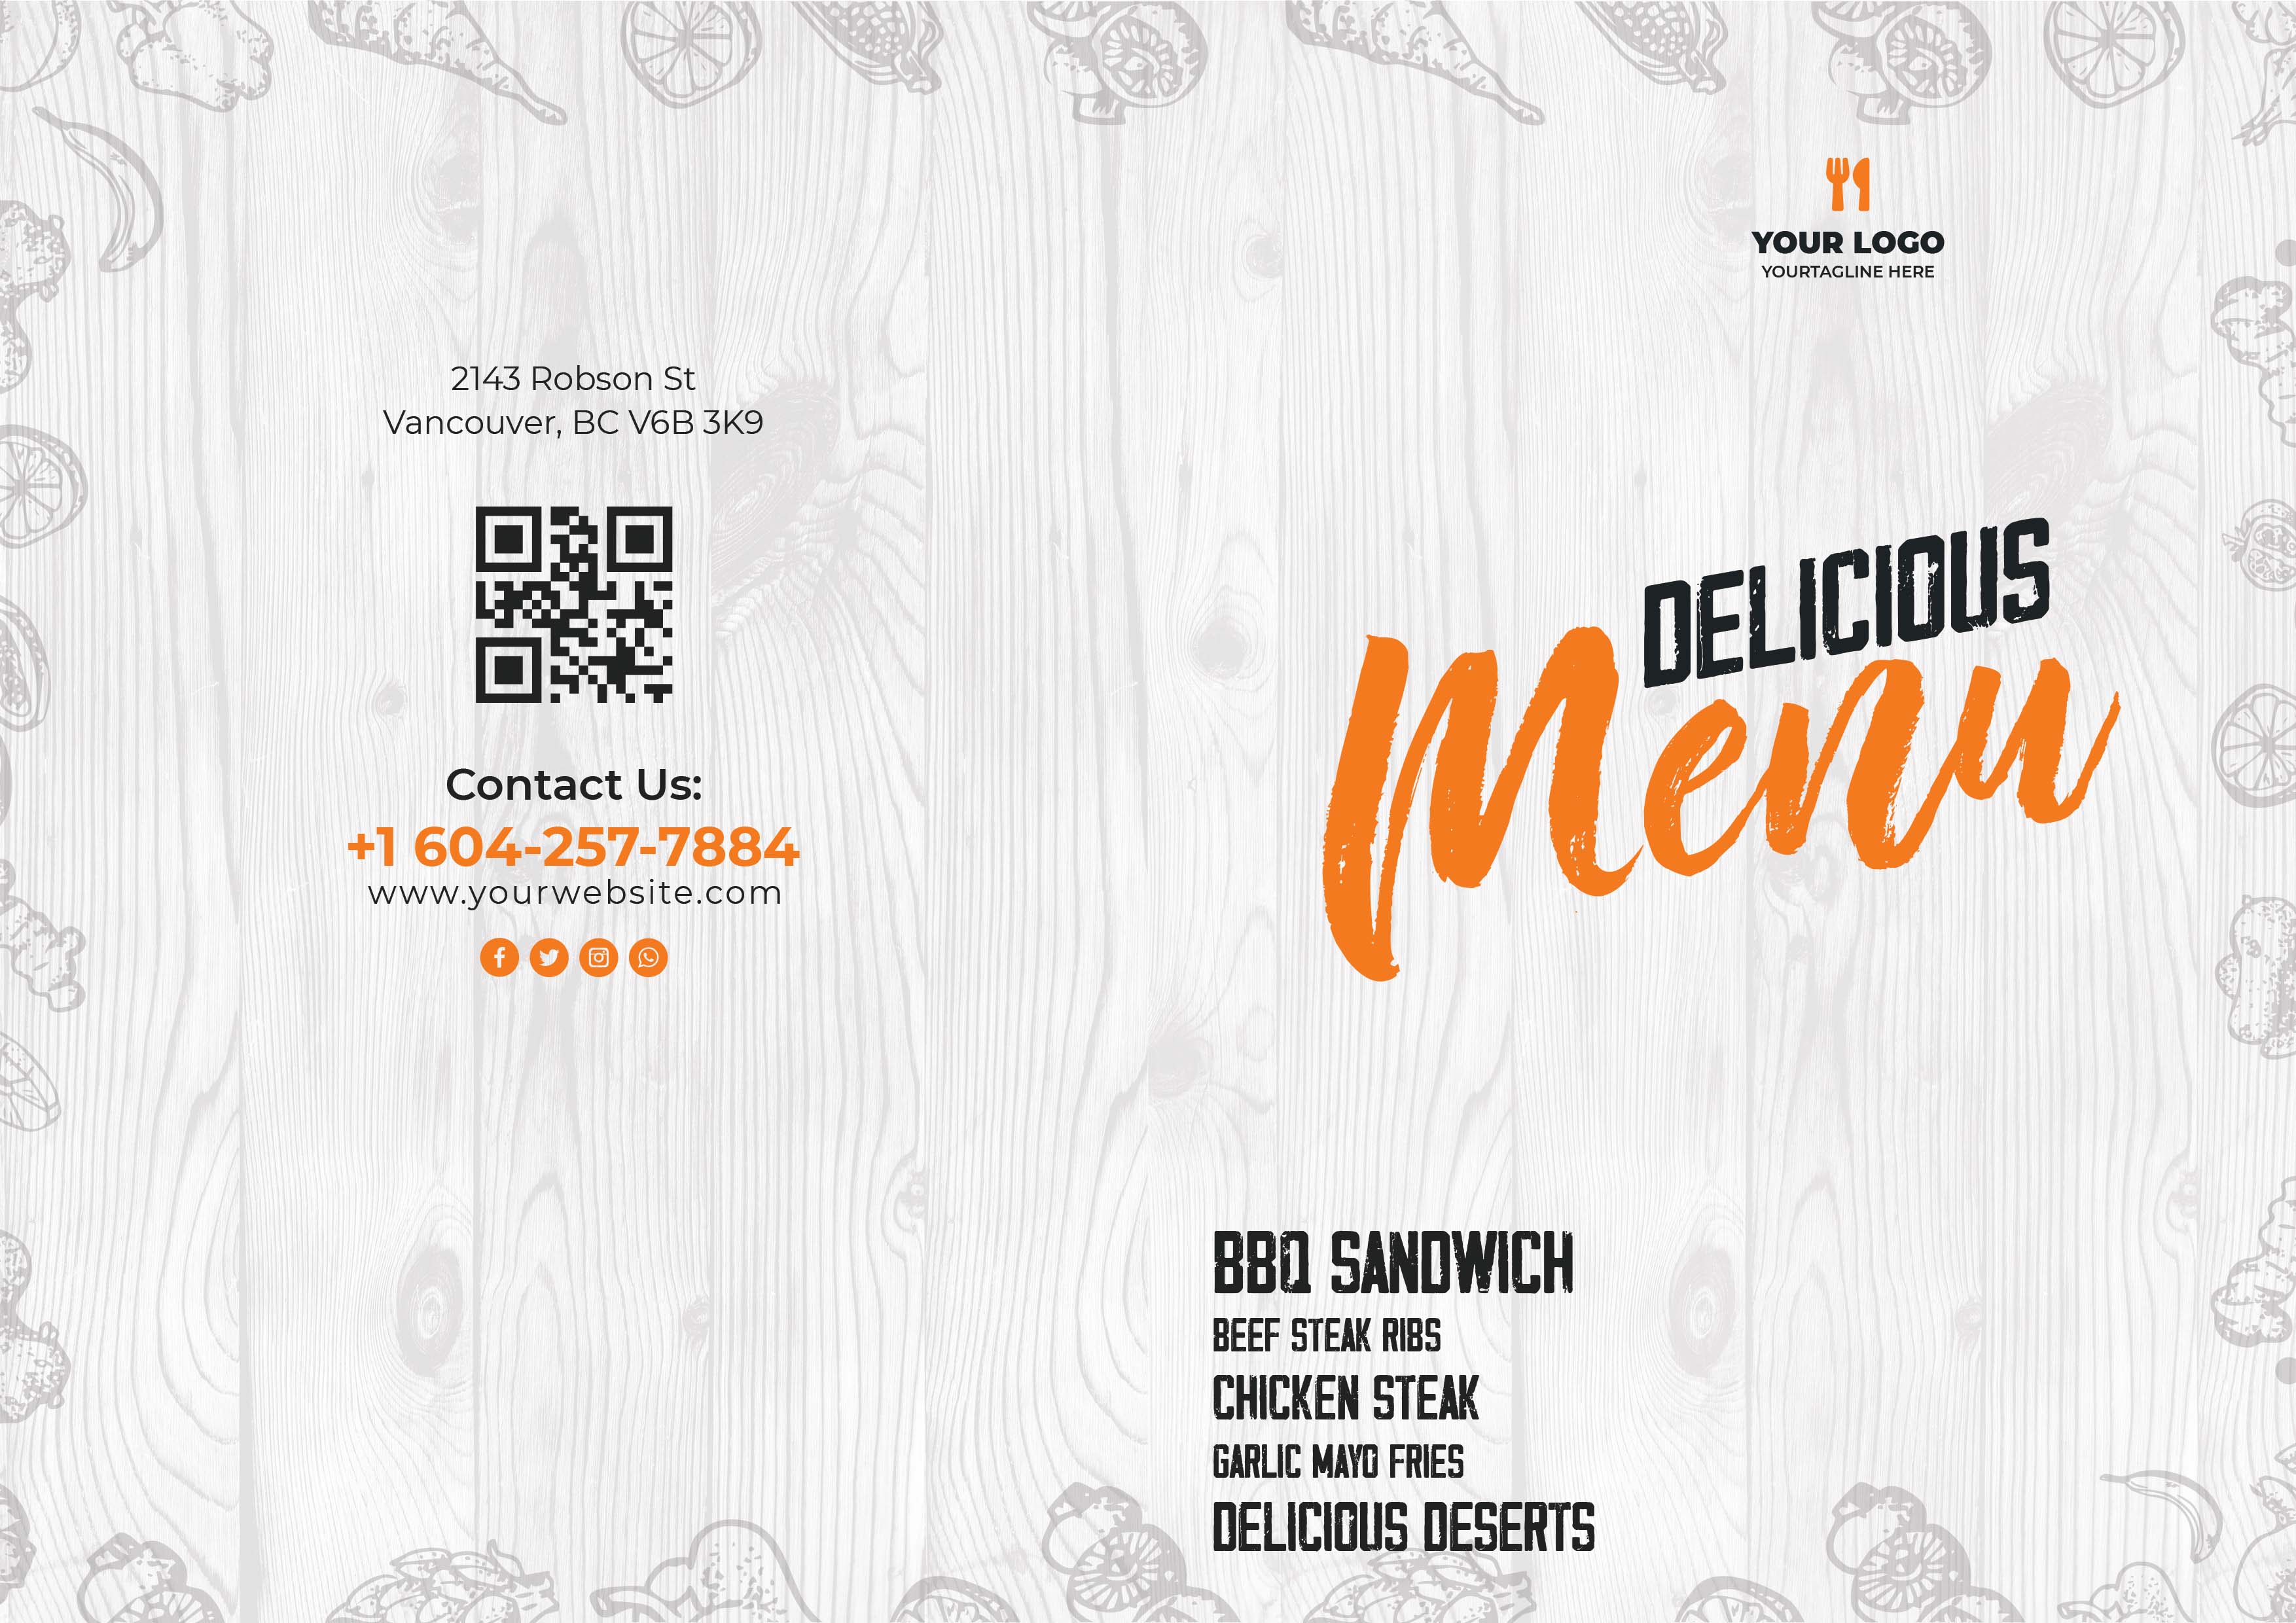 2143 Robson St
Vancouver, BC V6B 3K9
Contact Us:
+1 604-257-7884
www.yourwebsite.com
YOUR LOGO
YOURTAGLINE HERE
DELICIOUS
Menu
BBQ SANDWICH
BEEF STEAK RIBS
CHICKEN STEAK
GARLIC MAYO FRIES
DELICIOUS DESERTS